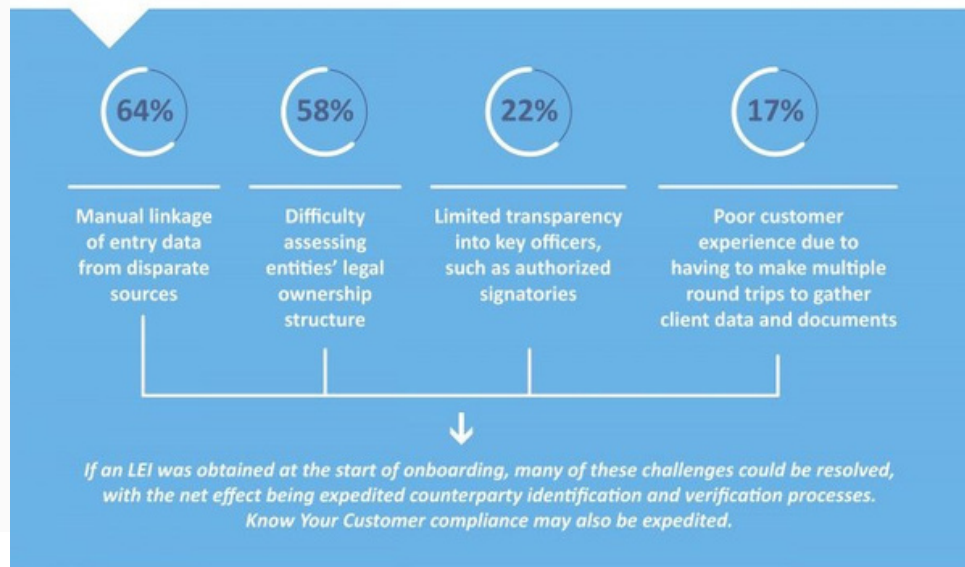 64%
58%
22%
17%
Manual linkage
of entry data
from disparate
sources
Difficulty
assessing
entities’ legal
ownership
structure
Limited transparency
into key officers,
such as authorized
signatories
Poor customer
experience due to
having to make multiple
round trips to gather
client data and documents
If an LEI was obtained at the start of onboarding, many of these challenges could be resolved,
with the net effect being expedited counterparty identification and verification processes.
Know Your Customer compliance may also be expedited.